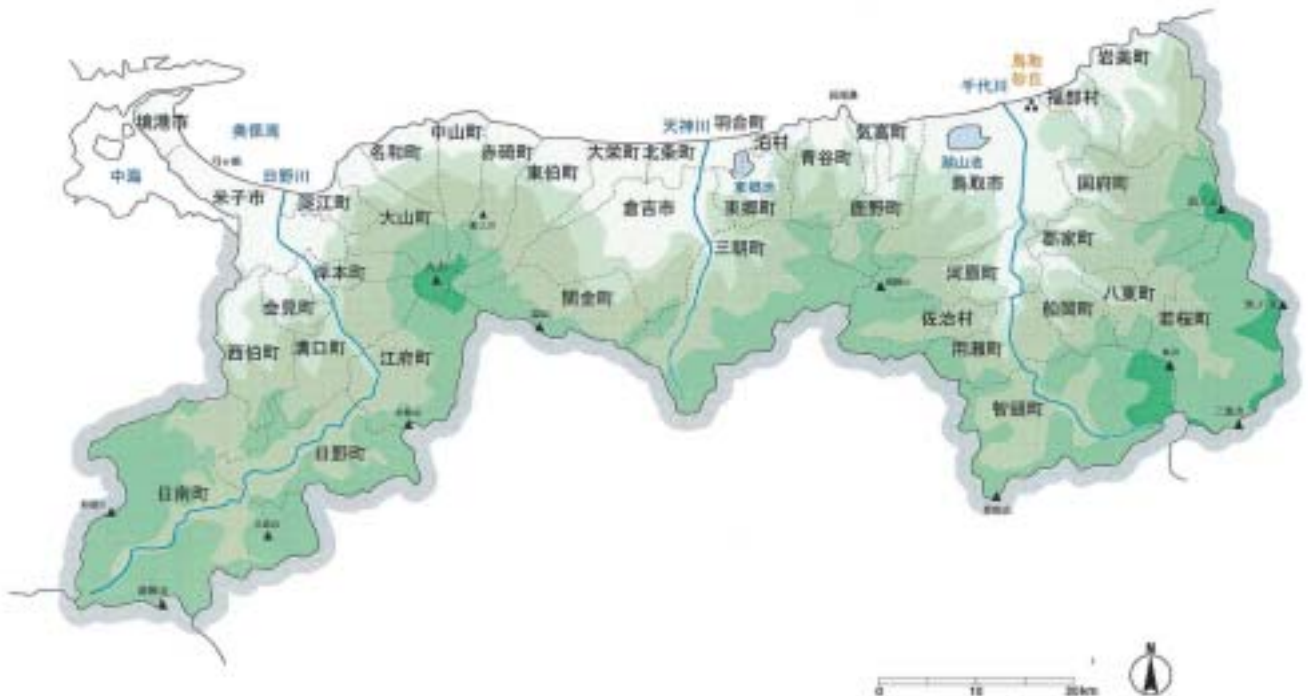 鳥取
砂丘
岩美町
千代川
福部村
境港市
美保湾
中山町
天神川
羽合町
泊村
気高町
名和町
赤碕町
大栄町
北条町
青谷町
湖山池
中海
日野川
東伯町
東郷池
鳥取市
国府町
米子市
淀江町
大山町
倉吉市
東郷町
鹿野町
三朝町
郡家町
岸本町
河原町
会見町
関金町
船岡町
八東町
若桜町
佐治村
西伯町
溝口町
江府町
用瀬町
智頭町
日野町
日南町
N
0
10
20km